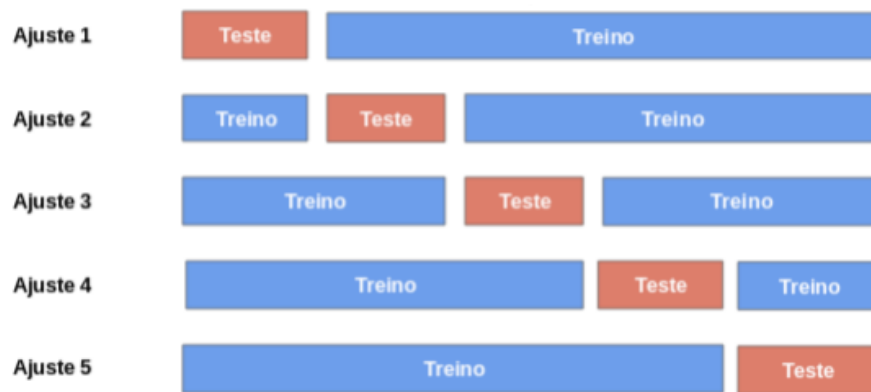 Ajuste 1 Teste Treino
Ajuste 2 Treino Teste Treino
Ajuste 3 Treino Teste Treino
Ajuste 4 Treino Teste Treino
Ajuste 5 Treino Teste